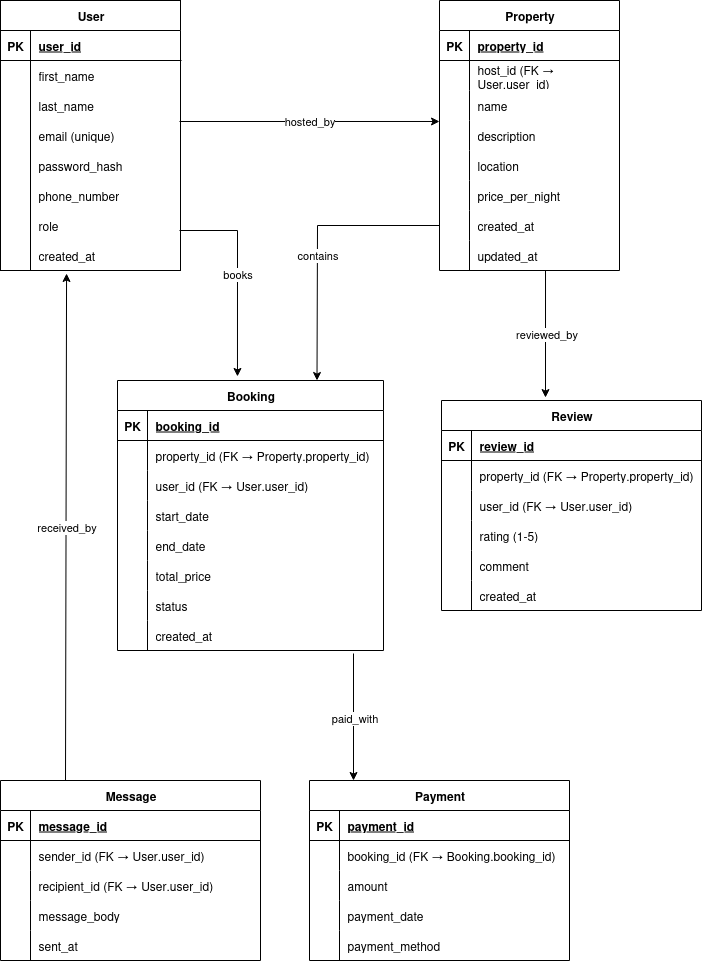 User
PK user_id
first_name
last_name
email (unique)
password_hash
phone_number
role
created_at
Property
PK property_id
host_id (FK →
User.user_id)
name
description
location
price_per_night
created_at
updated_at
hosted_by
books
contains
reviewed_by
Booking
PK booking_id
property_id (FK → Property.property_id)
user_id (FK → User.user_id)
start_date
end_date
total_price
status
created_at
Review
PK review_id
property_id (FK → Property.property_id)
user_id (FK → User.user_id)
rating (1-5)
comment
created_at
received_by
paid_with
Message
PK message_id
sender_id (FK → User.user_id)
recipient_id (FK → User.user_id)
message_body
sent_at
Payment
PK payment_id
booking_id (FK → Booking.booking_id)
amount
payment_date
payment_method